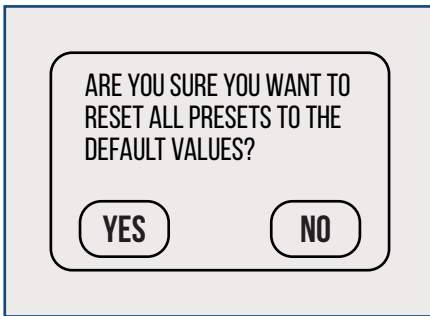 ARE YOU SURE YOU WANT TO
RESET ALL PRESETS TO THE
DEFAULT VALUES?
YES NO